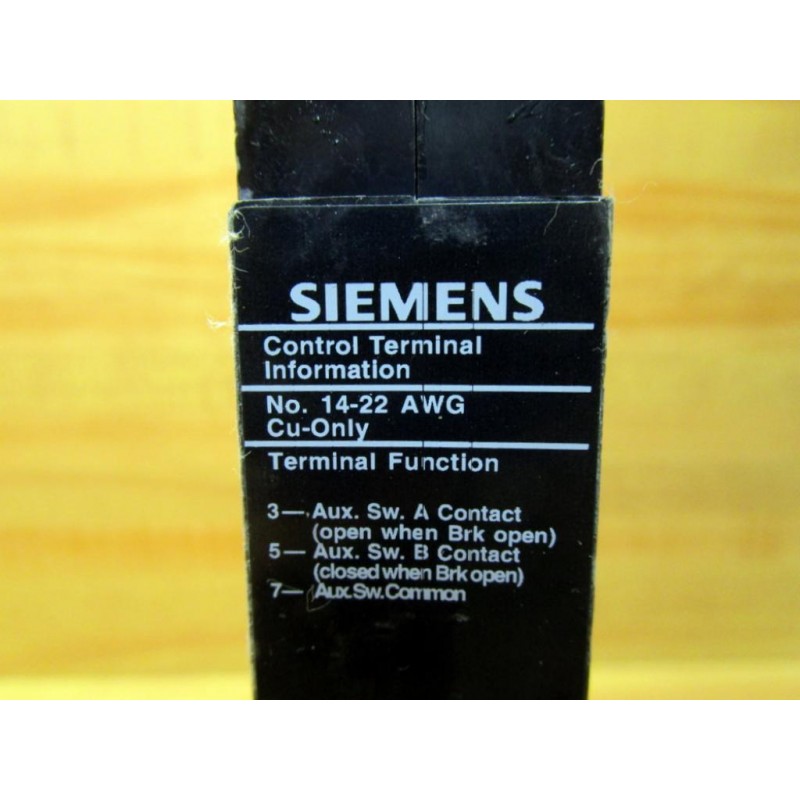 SIEMENS
Control Terminal
Information
No. 14-22 AWG
Cu-Only
Terminal Function
3—Aux. Sw. A Contact
(open when Brk open)
5—Aux. Sw. B Contact
(closed when Brk open)
7—Aux. Sw. Common